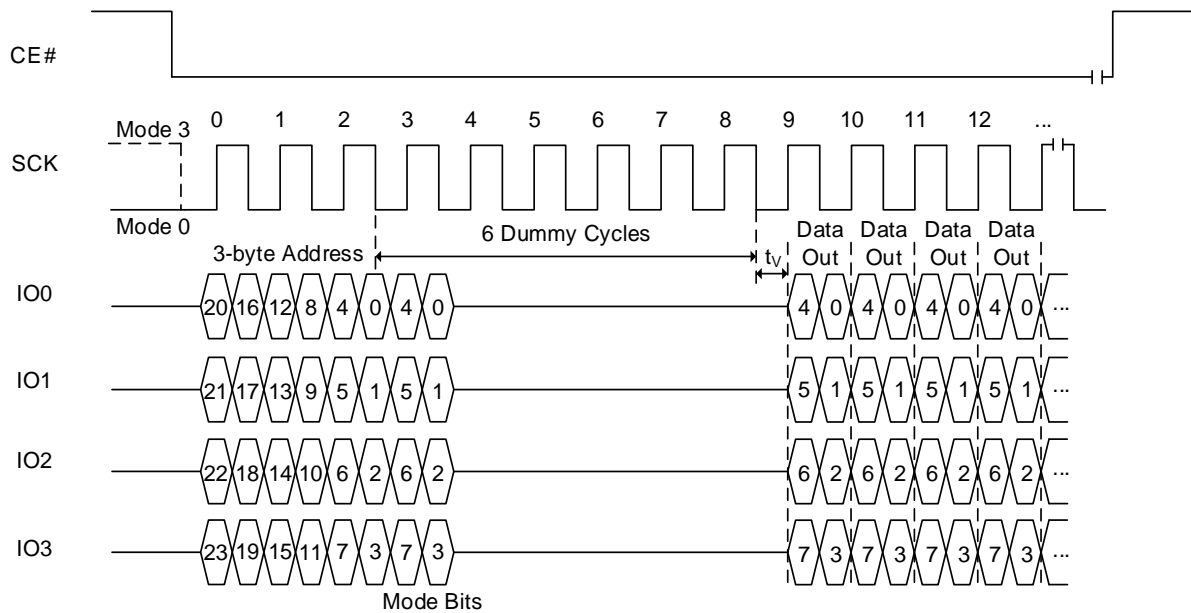 CE#
Mode 3 0 1 2 3 4 5 6 7 8 9 10 11 12 ...
SCK
Mode 0
3-byte Address 6 Dummy Cycles tV Data Out Data Out Data Out Data Out
IO0 20 16 12 8 4 0 4 0 4 0 4 0 4 0 4 0 ...
IO1 21 17 13 9 5 1 5 1 5 1 5 1 5 1 5 1 ...
IO2 22 18 14 10 6 2 6 2 6 2 6 2 6 2 6 2 ...
IO3 23 19 15 11 7 3 7 3 7 3 7 3 7 3 7 3 ...
Mode Bits